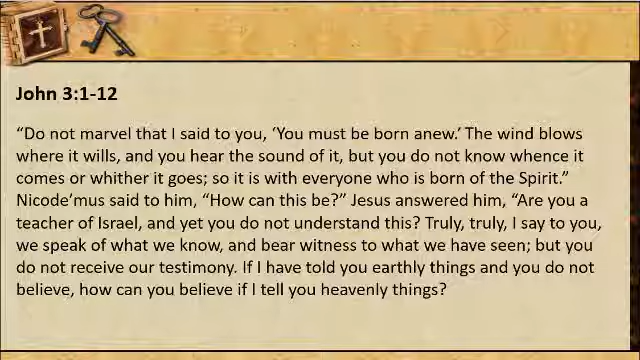 John 3:1-12
“Do not marvel that I said to you, ‘You must be born anew.’ The wind blows
where it wills, and you hear the sound of it, but you do not know whence it
comes or whither it goes; so it is with everyone who is born of the Spirit.”
Nicode’mus said to him, “How can this be?” Jesus answered him, “Are you a
teacher of Israel, and yet you do not understand this? Truly, truly, I say to you,
we speak of what we know, and bear witness to what we have seen; but you
do not receive our testimony. If I have told you earthly things and you do not
believe, how can you believe if I tell you heavenly things?